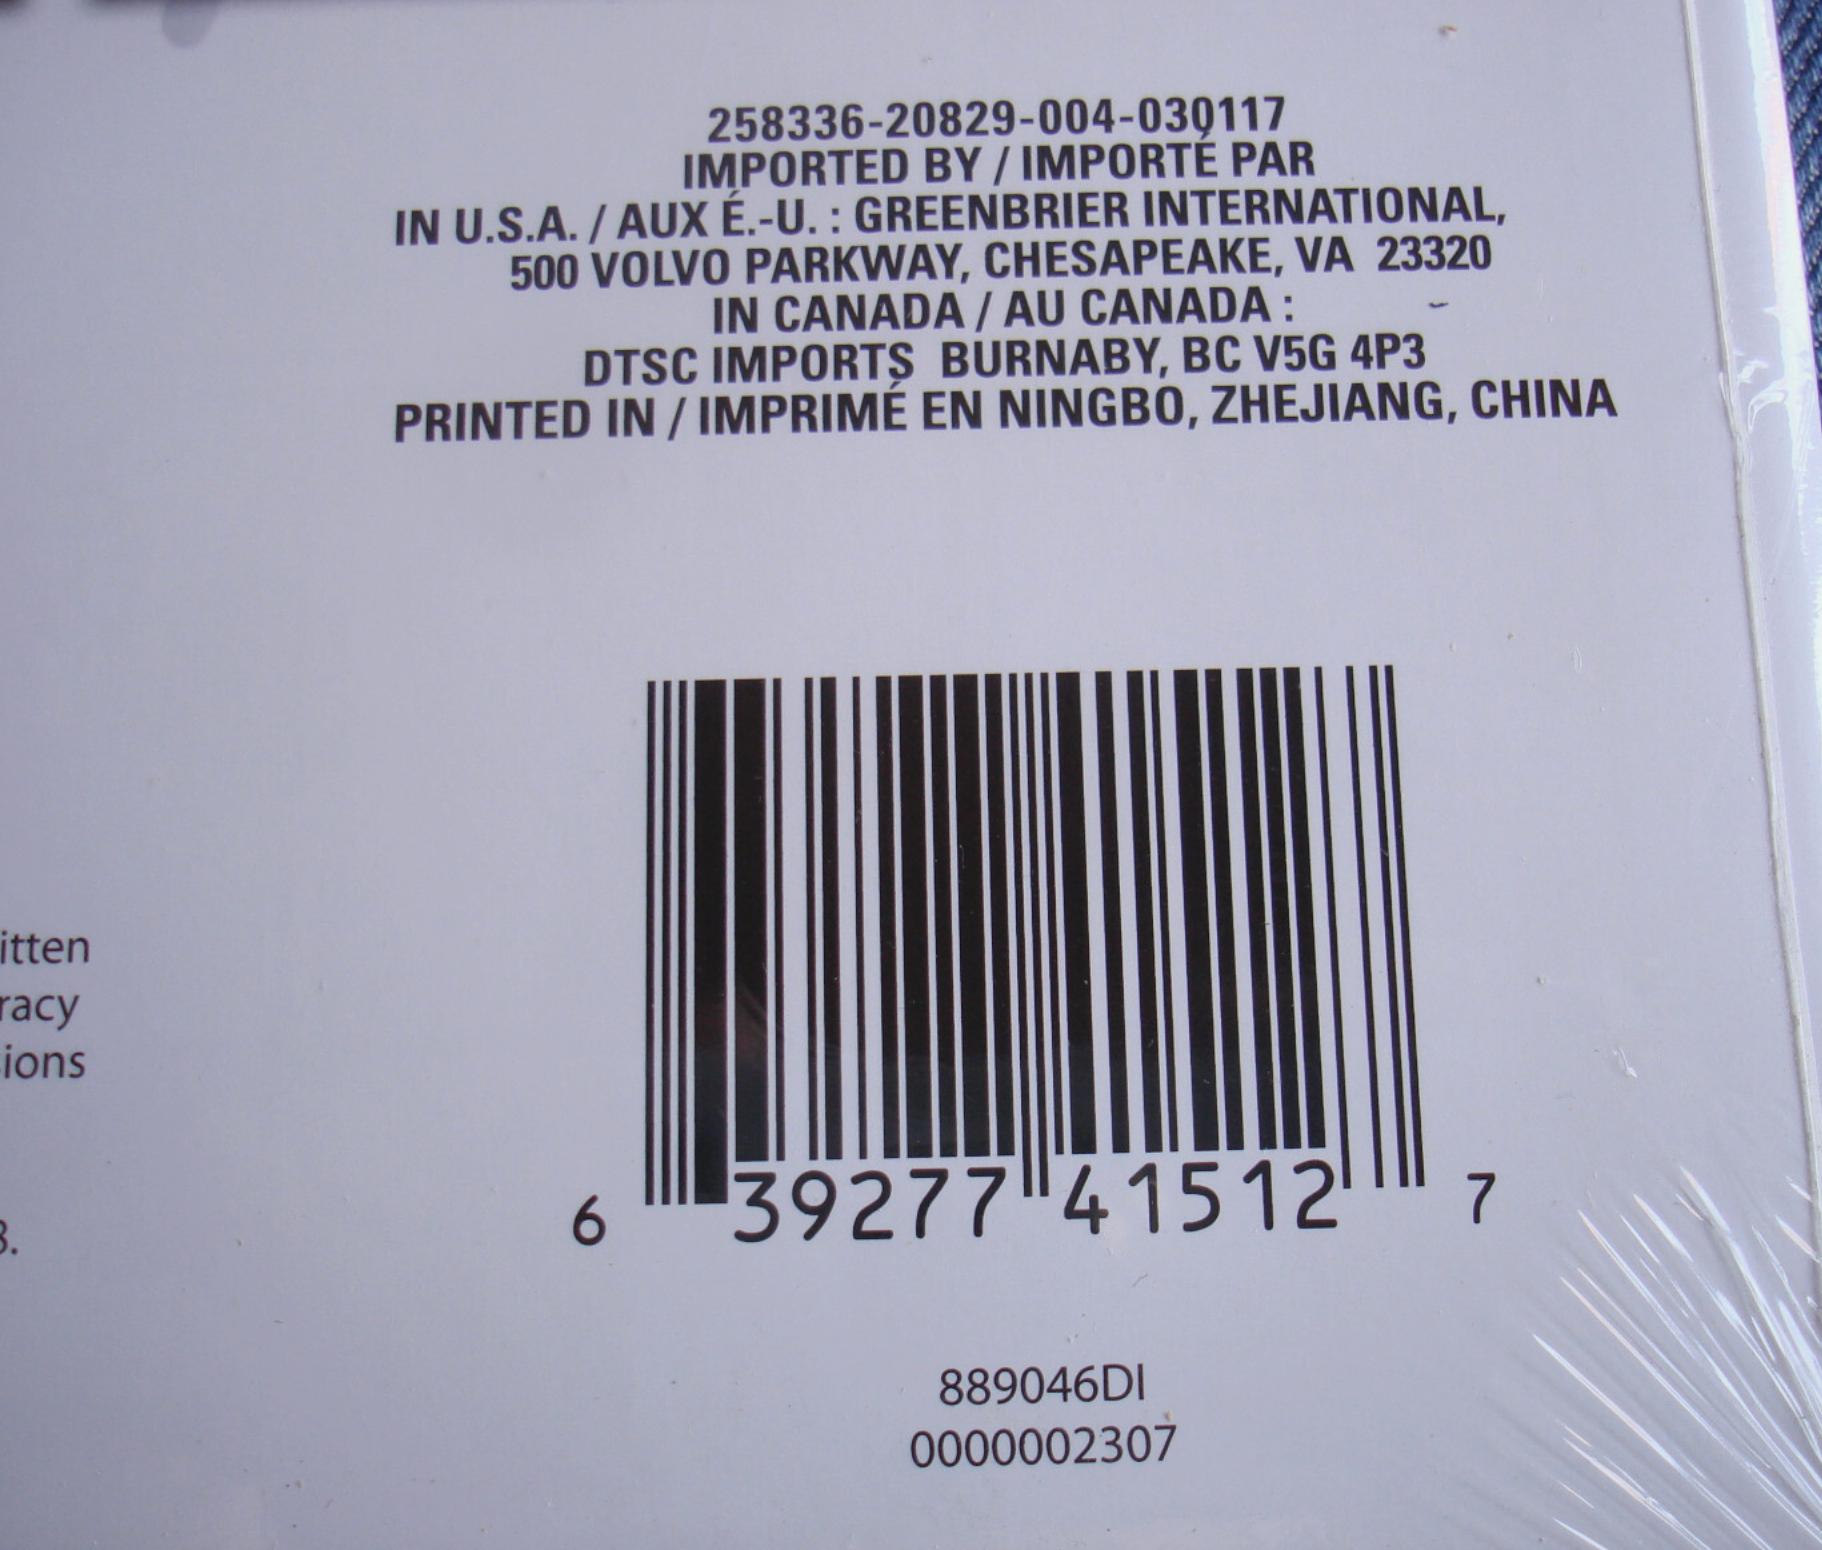 258336-20829-004-030117
IMPORTED BY / IMPORTÉ PAR
IN U.S.A. / AUX É.-U. : GREENBRIER INTERNATIONAL,
500 VOLVO PARKWAY, CHESAPEAKE, VA 23320
IN CANADA / AU CANADA :
DTSC IMPORTS BURNABY, BC V5G 4P3
PRINTED IN / IMPRIMÉ EN NINGBO, ZHEJIANG, CHINA
itten
racy
sions
8.
6 39277 41512 7
889046DI
0000002307